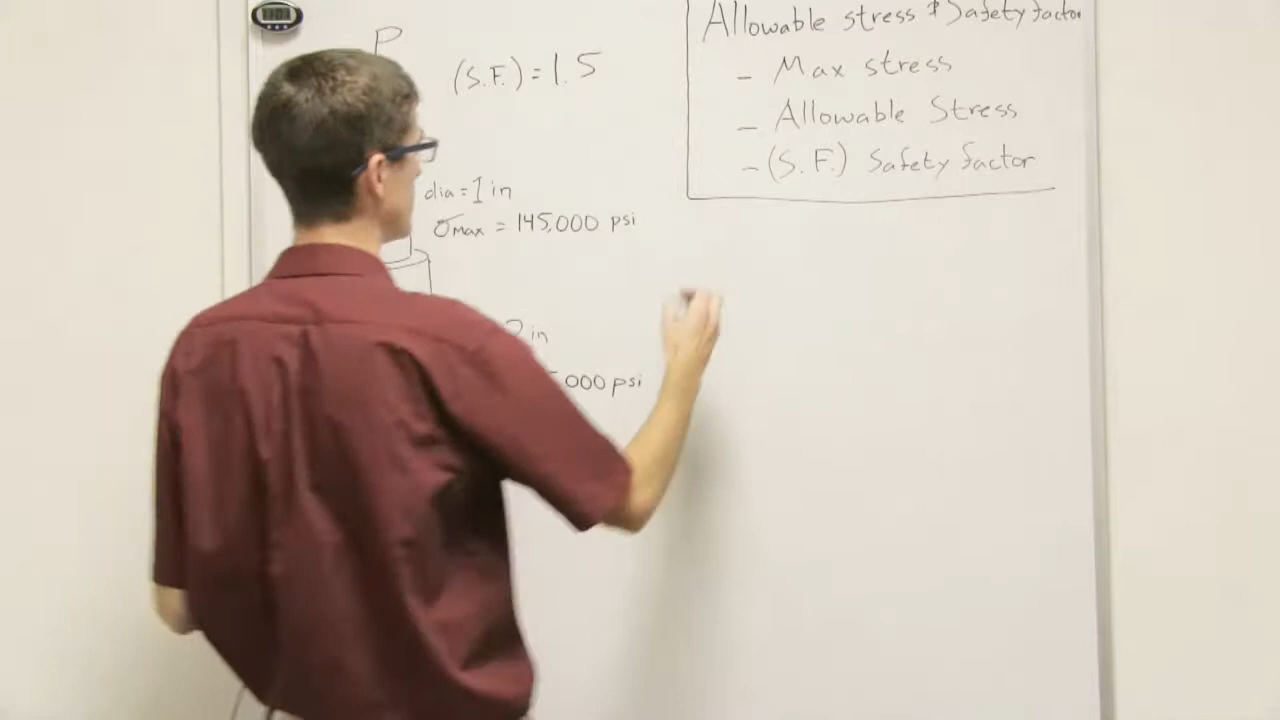 P
(S.F.) = 1.5
dia = 1 in
σMax = 145,000 psi
2 in
000 psi
Allowable stress & Safety factor
- Max stress
- Allowable Stress
- (S.F.) Safety factor